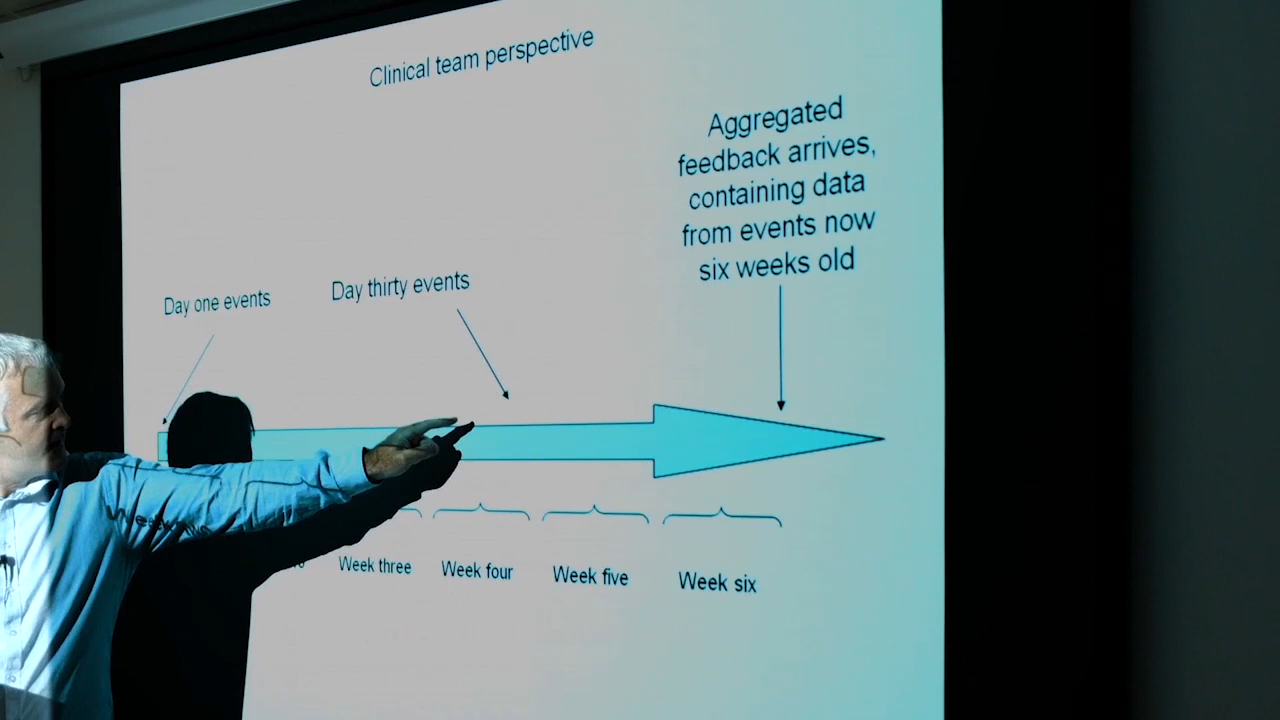 Clinical team perspective
Aggregated
feedback arrives,
containing data
from events now
six weeks old
Day one events
Day thirty events
Week three
Week four
Week five
Week six